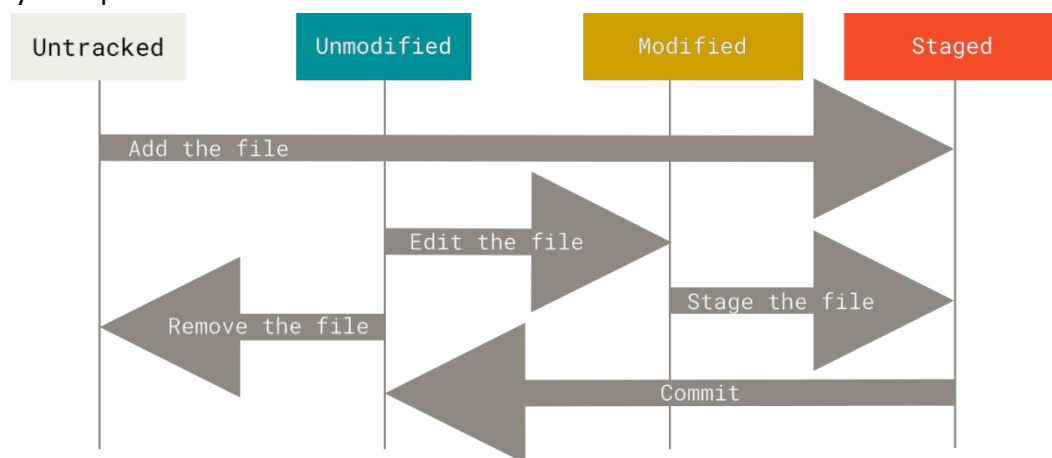 Untracked
Unmodified
Modified
Staged
Add the file
Edit the file
Stage the file
Remove the file
Commit